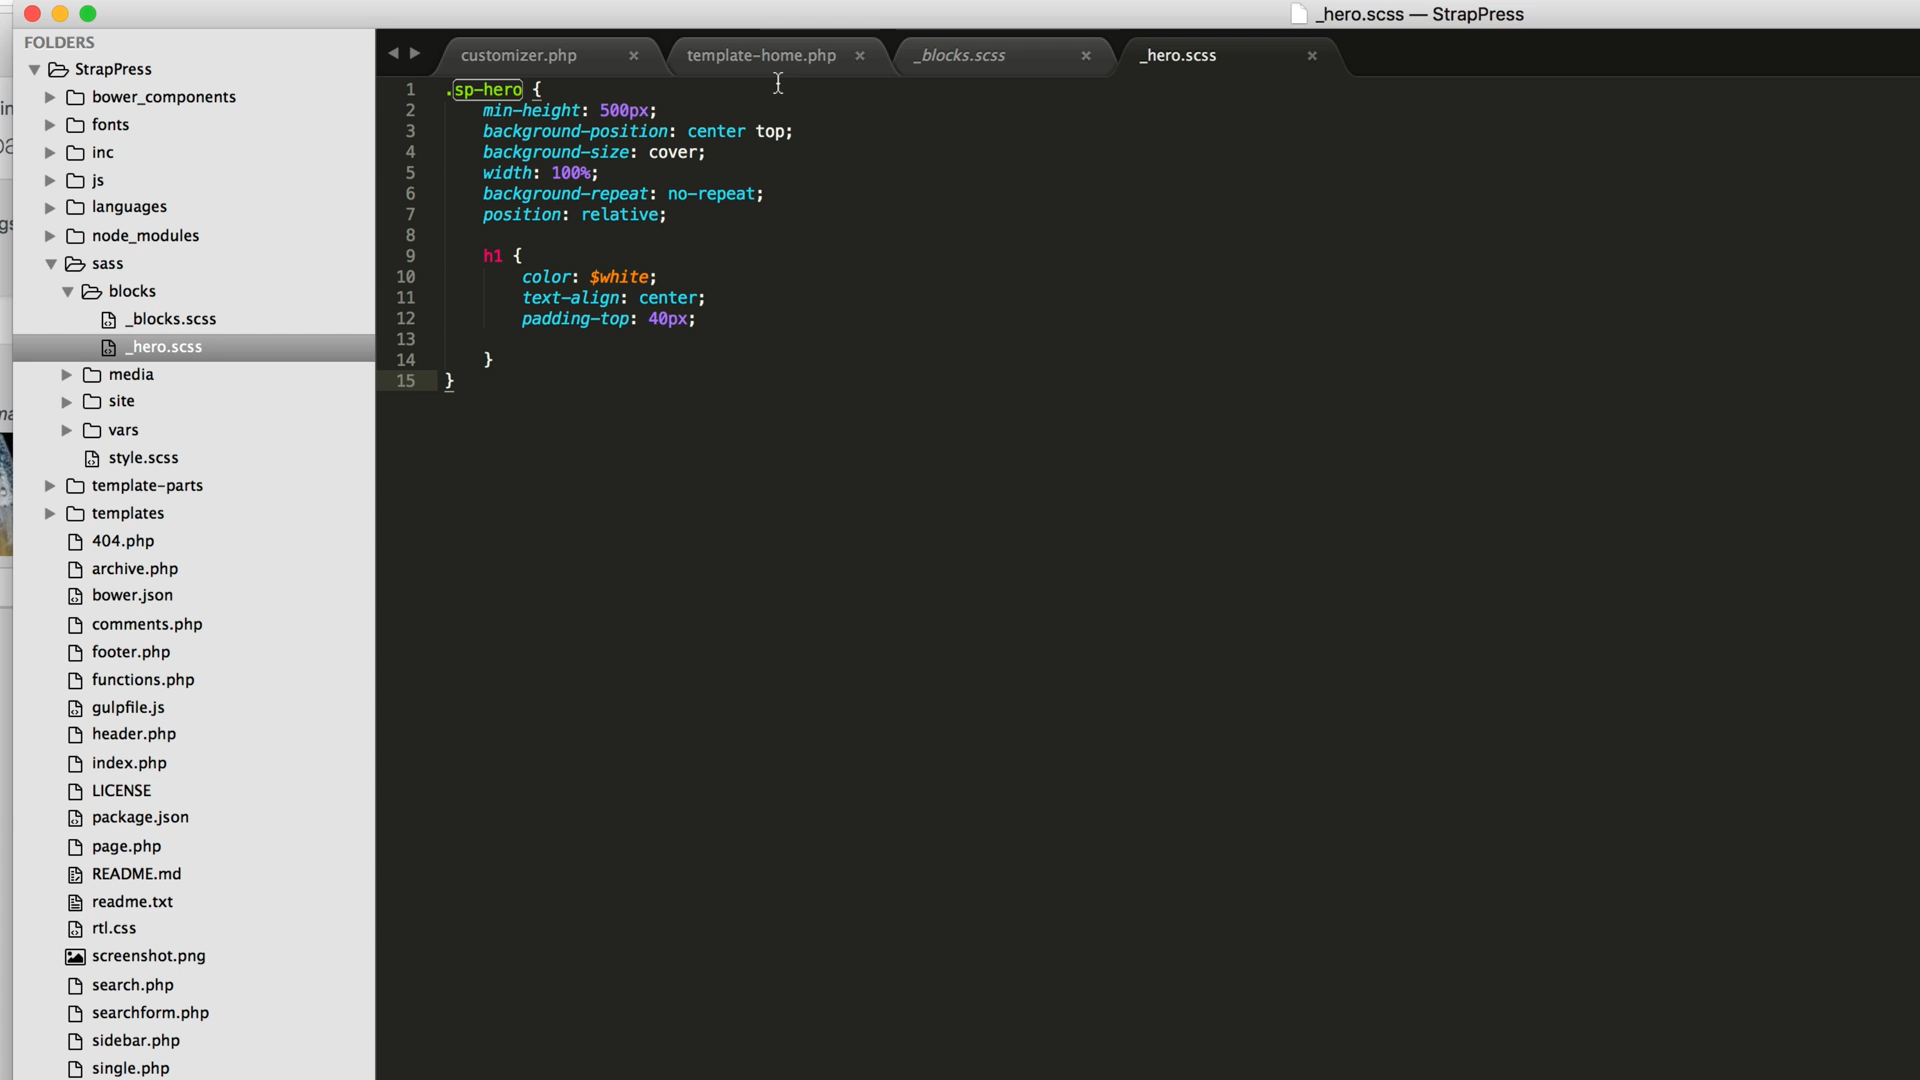 _hero.scss — StrapPress
FOLDERS
StrapPress
bower_components
fonts
inc
js
languages
node_modules
sass
blocks
_blocks.scss
_hero.scss
media
site
vars
style.scss
template-parts
templates
404.php
archive.php
bower.json
comments.php
footer.php
functions.php
gulpfile.js
header.php
index.php
LICENSE
package.json
page.php
README.md
readme.txt
rtl.css
screenshot.png
search.php
searchform.php
sidebar.php
single.php
customizer.php
template-home.php
_blocks.scss
_hero.scss
1 .sp-hero {
2 min-height: 500px;
3 background-position: center top;
4 background-size: cover;
5 width: 100%;
6 background-repeat: no-repeat;
7 position: relative;
8
9 h1 {
10 color: $white;
11 text-align: center;
12 padding-top: 40px;
13
14 }
15 }